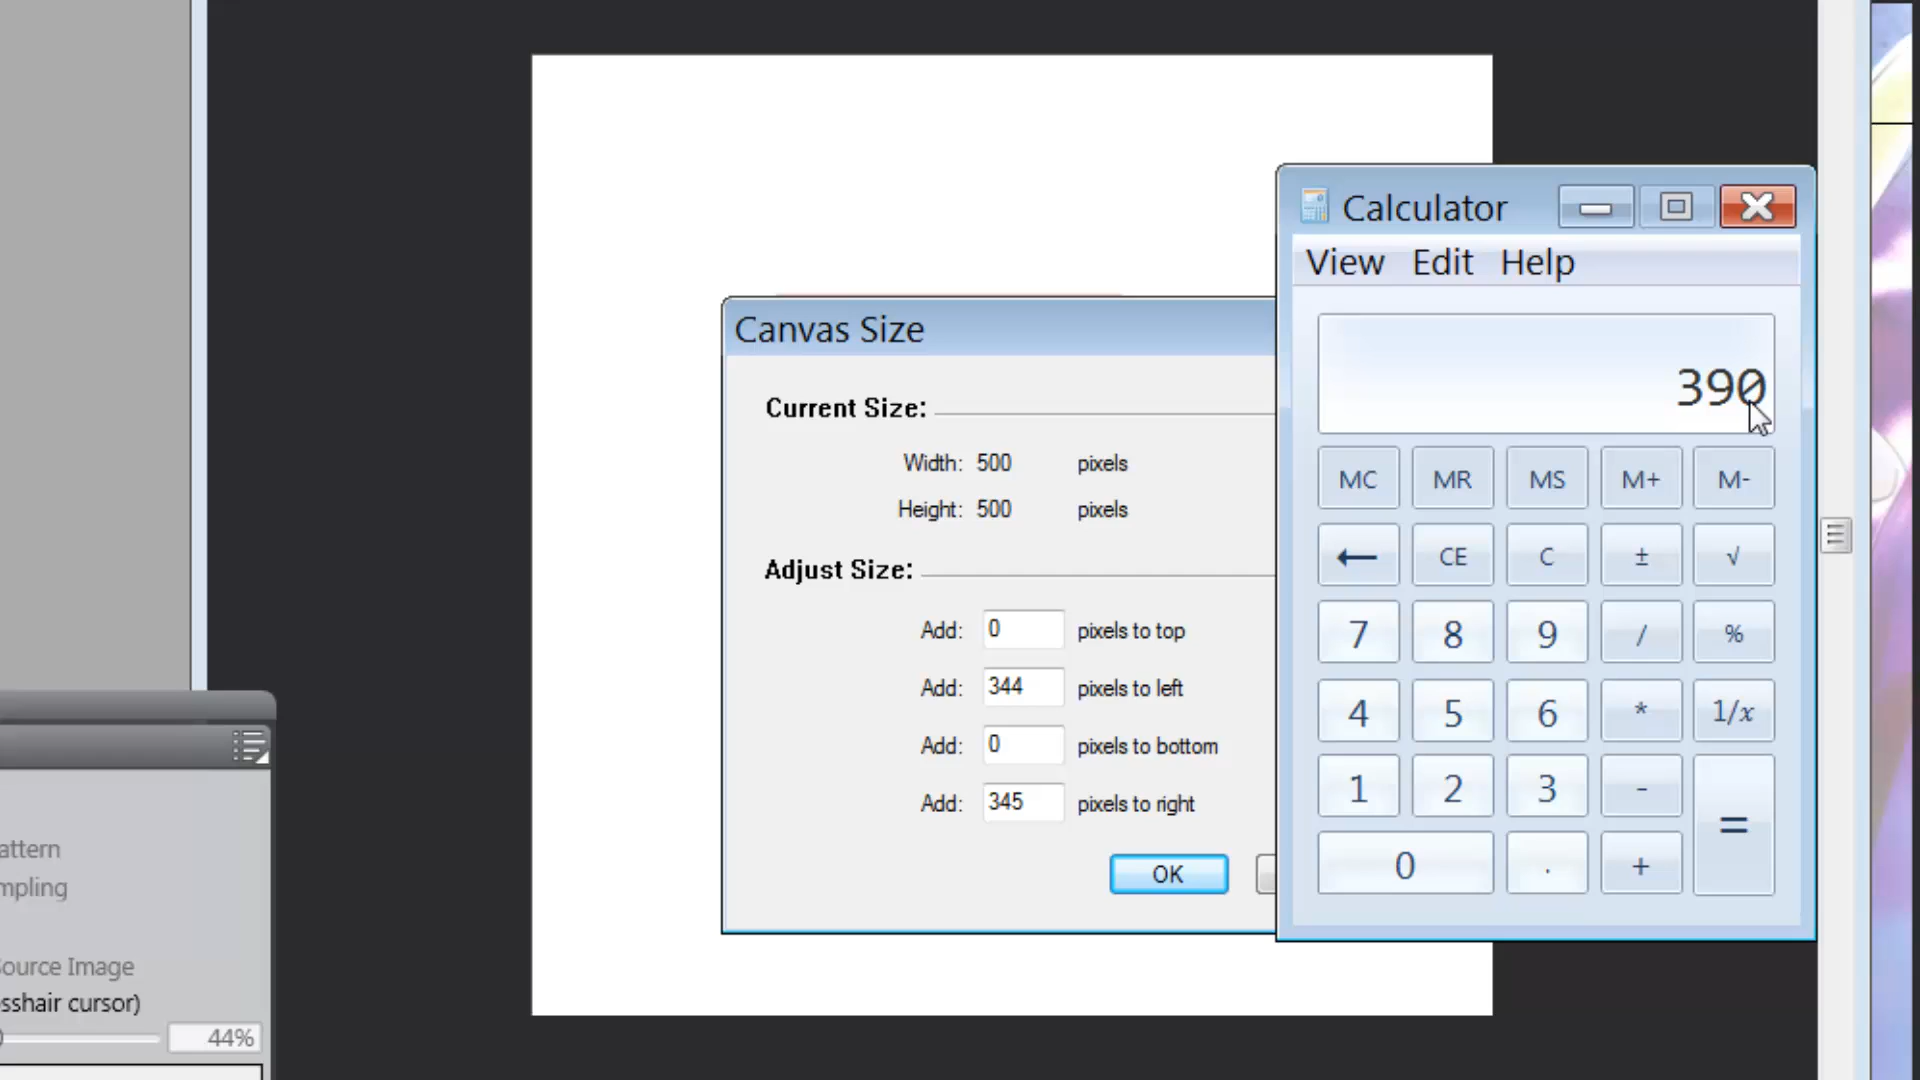 Calculator
View Edit Help
390
MC MR MS M+ M-
← CE C ± √
7 8 9 / %
4 5 6 * 1/x
1 2 3 - =
0 . +
Canvas Size
Current Size:
Width: 500 pixels
Height: 500 pixels
Adjust Size:
Add: 0 pixels to top
Add: 344 pixels to left
Add: 0 pixels to bottom
Add: 345 pixels to right
OK
attern
mpling
Source Image
sshair cursor)
44%